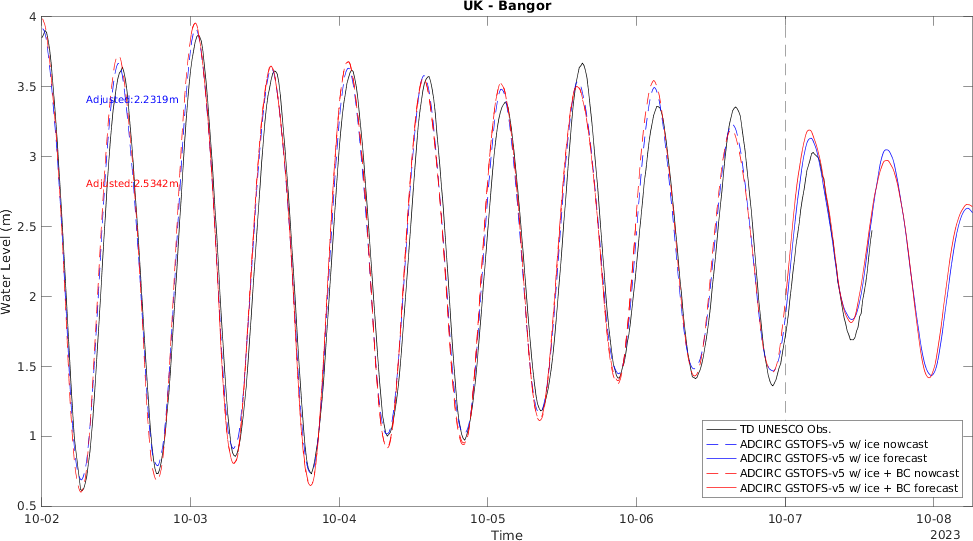 UK - Bangor
4
3.5
3
2.5
2
1.5
1
0.5
Water Level (m)
Adjusted:2.2319m
Adjusted:2.5342m
TD UNESCO Obs.
ADCIRC GSTOFS-v5 w/ ice nowcast
ADCIRC GSTOFS-v5 w/ ice forecast
ADCIRC GSTOFS-v5 w/ ice + BC nowcast
ADCIRC GSTOFS-v5 w/ ice + BC forecast
10-02 10-03 10-04 10-05 10-06 10-07 10-08
Time
2023